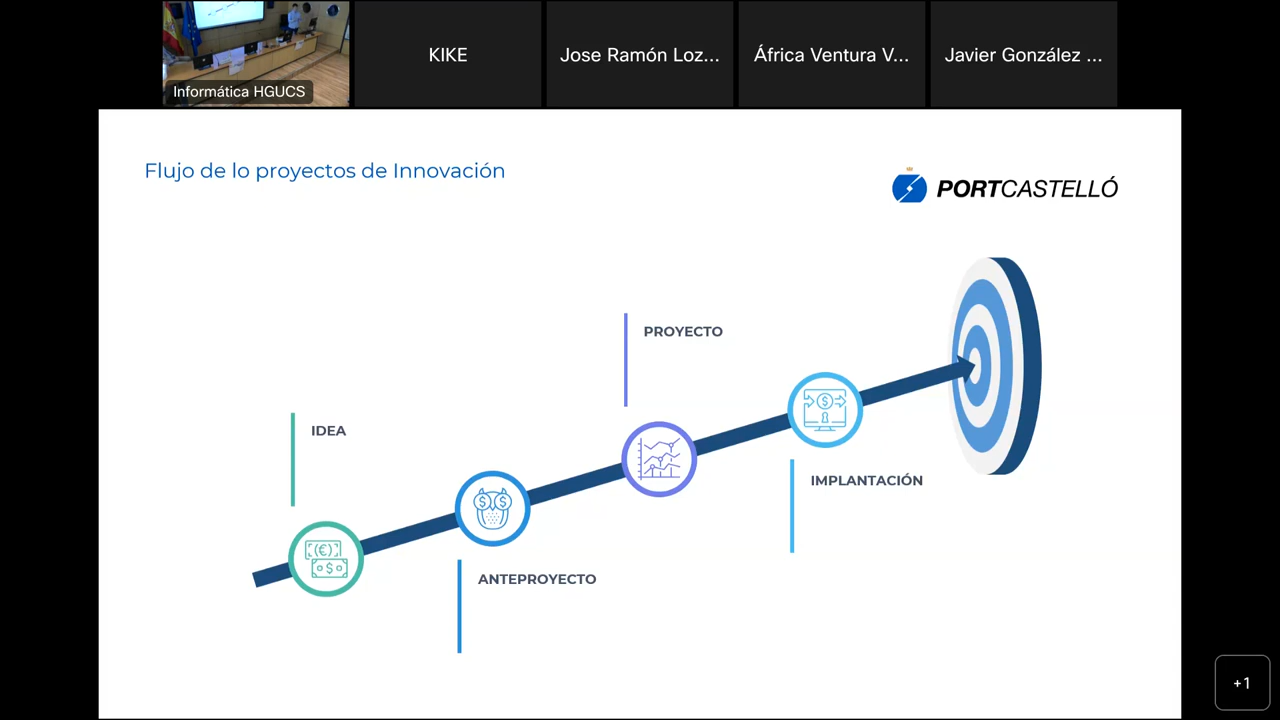 Informática HGUCS
KIKE
Jose Ramón Loz...
África Ventura V...
Javier González ...
Flujo de lo proyectos de Innovación
PORTCASTELLÓ
PROYECTO
IDEA
IMPLANTACIÓN
ANTEPROYECTO
+1